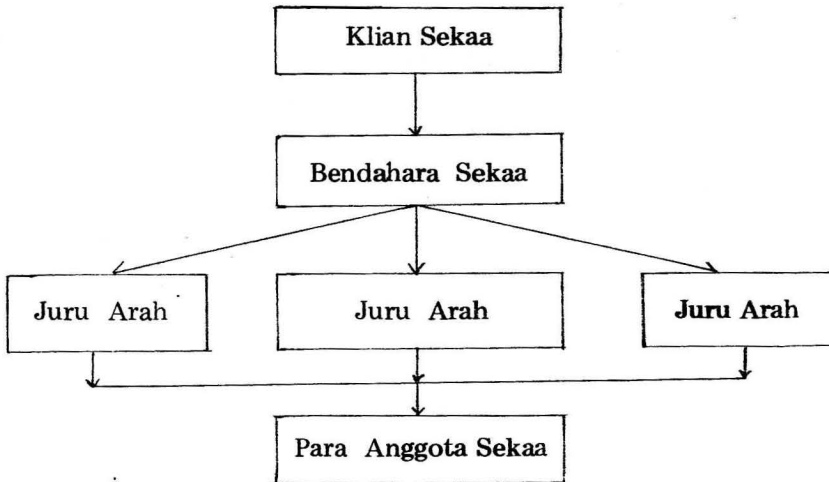 Klian Sekaa
Bendahara Sekaa
Juru Arah
Juru Arah
Juru Arah
Para Anggota Sekaa